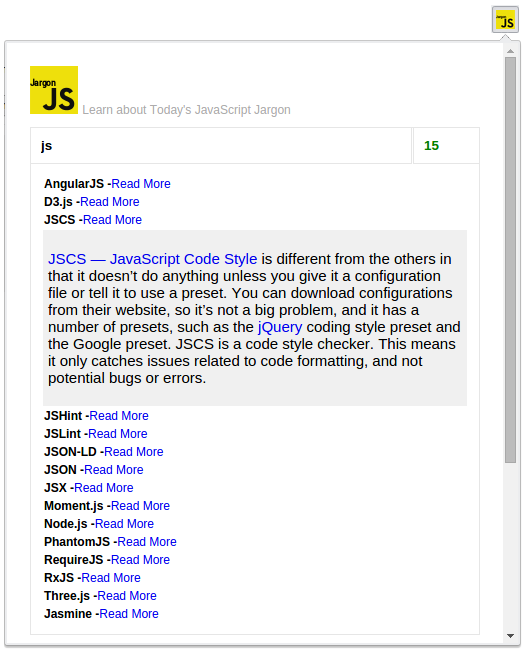 Jargon
JS
Jargon
JS
Learn about Today's JavaScript Jargon
js
15
AngularJS -Read More
D3.js -Read More
JSCS -Read More
JSCS — JavaScript Code Style is different from the others in
that it doesn’t do anything unless you give it a configuration
file or tell it to use a preset. You can download configurations
from their website, so it’s not a big problem, and it has a
number of presets, such as the jQuery coding style preset and
the Google preset. JSCS is a code style checker. This means
it only catches issues related to code formatting, and not
potential bugs or errors.
JSHint -Read More
JSLint -Read More
JSON-LD -Read More
JSON -Read More
JSX -Read More
Moment.js -Read More
Node.js -Read More
PhantomJS -Read More
RequireJS -Read More
RxJS -Read More
Three.js -Read More
Jasmine -Read More